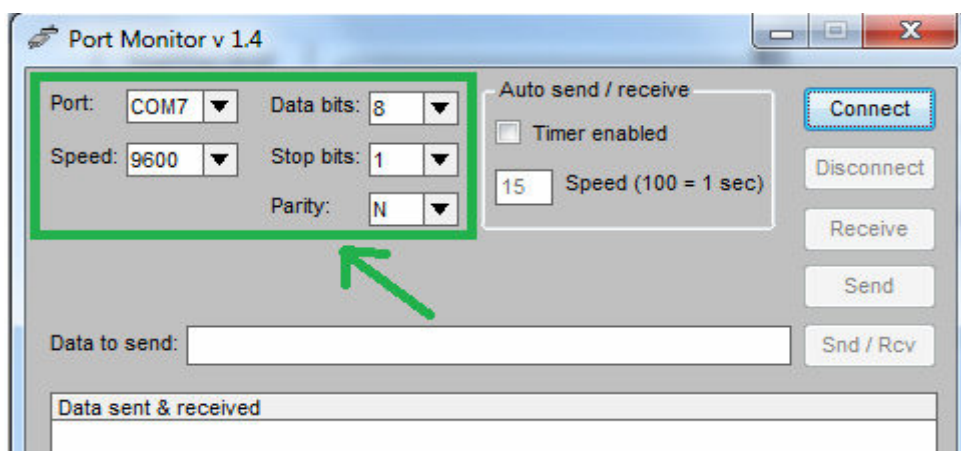 Port Monitor v 1.4
Port: COM7 Data bits: 8
Speed: 9600 Stop bits: 1
Parity: N
Auto send / receive
Timer enabled
15 Speed (100 = 1 sec)
Connect
Disconnect
Receive
Send
Data to send:
Snd / Rcv
Data sent & received